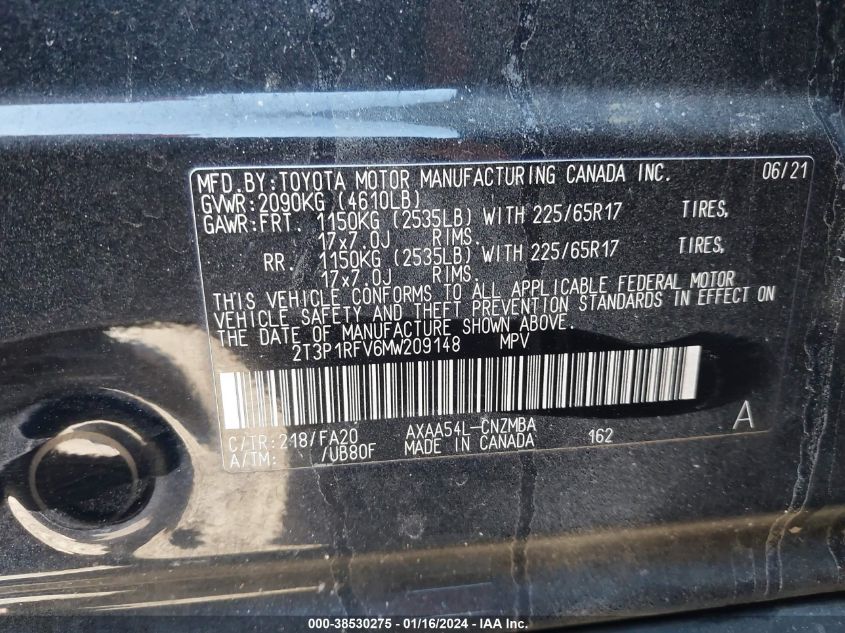 MFD. BY: TOYOTA MOTOR MANUFACTURING CANADA INC. 06/21
GVWR: 2090KG (4610LB)
GAWR: FRT. 1150KG (2535LB) WITH 225/65R17 TIRES,
17x7.0J RIMS.
RR. 1150KG (2535LB) WITH 225/65R17 TIRES,
17x7.0J RIMS.
THIS VEHICLE CONFORMS TO ALL APPLICABLE FEDERAL MOTOR
VEHICLE SAFETY AND THEFT PREVENTION STANDARDS IN EFFECT ON
THE DATE OF MANUFACTURE SHOWN ABOVE.
2T3P1RFV6MW209148 MPV
C/TR: 218/FA20 AXAA54L-CNZMBA A
A/TM: /UB80F MADE IN CANADA 162
000-38530275 - 01/16/2024 - IAA Inc.